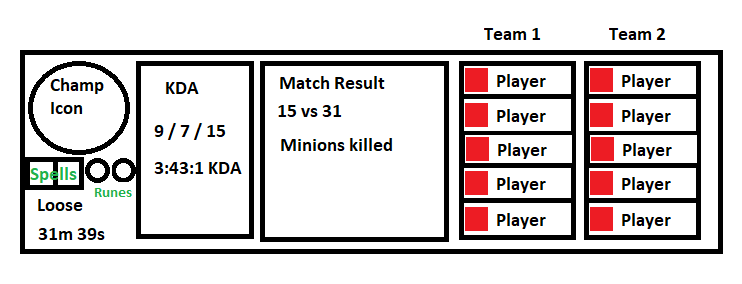 Team 1
Team 2
Champ
Icon
Spells
Runes
Loose
31m 39s
KDA
9 / 7 / 15
3:43:1 KDA
Match Result
15 vs 31
Minions killed
Player
Player
Player
Player
Player
Player
Player
Player
Player
Player